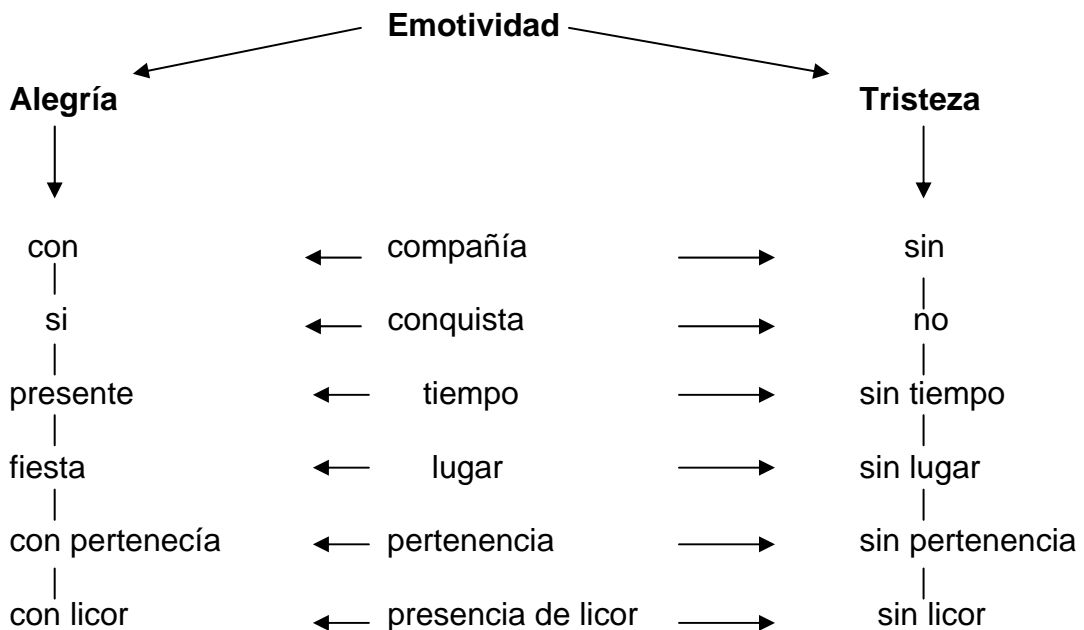 Emotividad
Alegría Tristeza
con compañía sin
si conquista no
presente tiempo sin tiempo
fiesta lugar sin lugar
con pertenecía pertenencia sin pertenencia
con licor presencia de licor sin licor